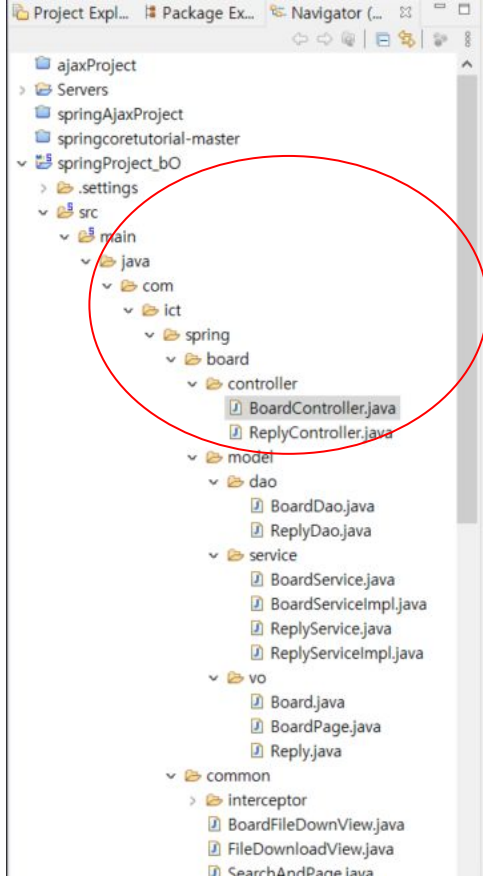 Project Expl... Package Ex... Navigator (...
ajaxProject
Servers
springAjaxProject
springcoretutorial-master
springProject_bO
.settings
src
main
java
com
ict
spring
board
controller
BoardController.java
ReplyController.java
model
dao
BoardDao.java
ReplyDao.java
service
BoardService.java
BoardServiceImpl.java
ReplyService.java
ReplyServiceImpl.java
vo
Board.java
BoardPage.java
Reply.java
common
interceptor
BoardFileDownView.java
FileDownloadView.java
SearchAndPage.java